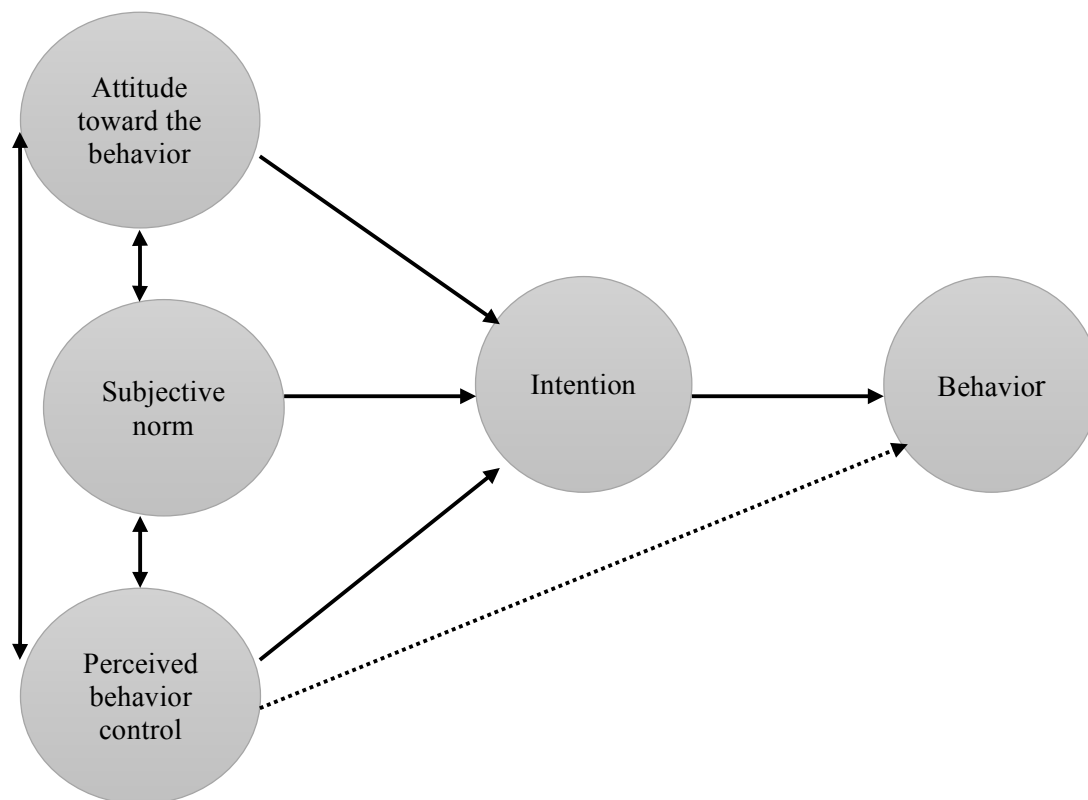 Attitude
toward the
behavior
Subjective
norm
Intention
Behavior
Perceived
behavior
control